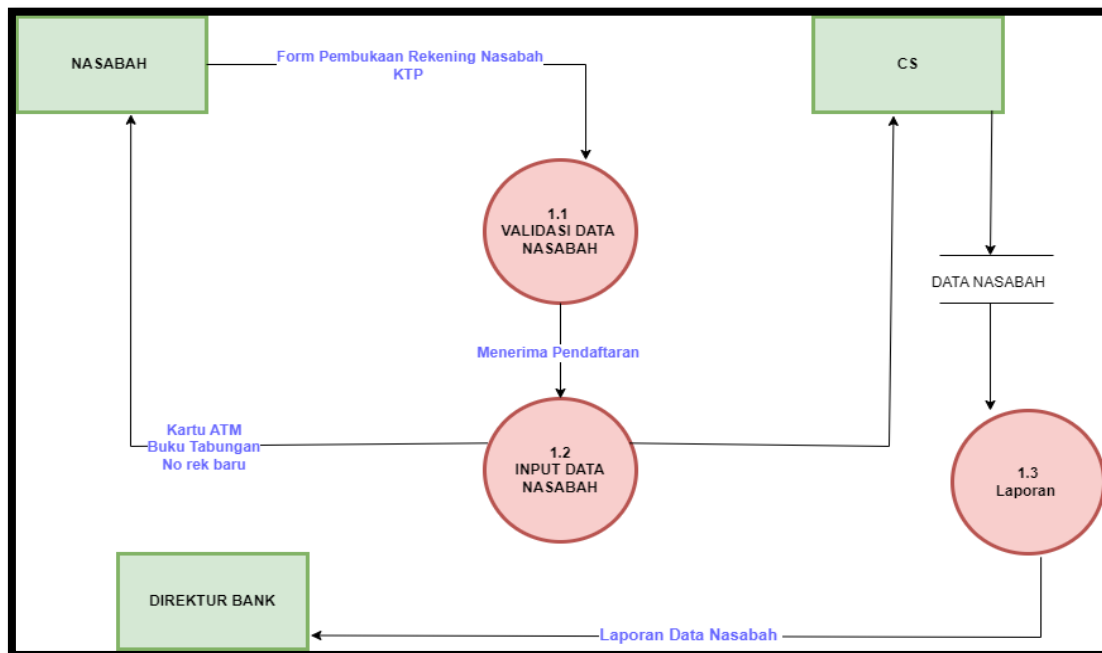 NASABAH
Form Pembukaan Rekening Nasabah
KTP
CS
1.1
VALIDASI DATA
NASABAH
DATA NASABAH
Menerima Pendaftaran
Kartu ATM
Buku Tabungan
No rek baru
1.2
INPUT DATA
NASABAH
1.3
Laporan
DIREKTUR BANK
Laporan Data Nasabah